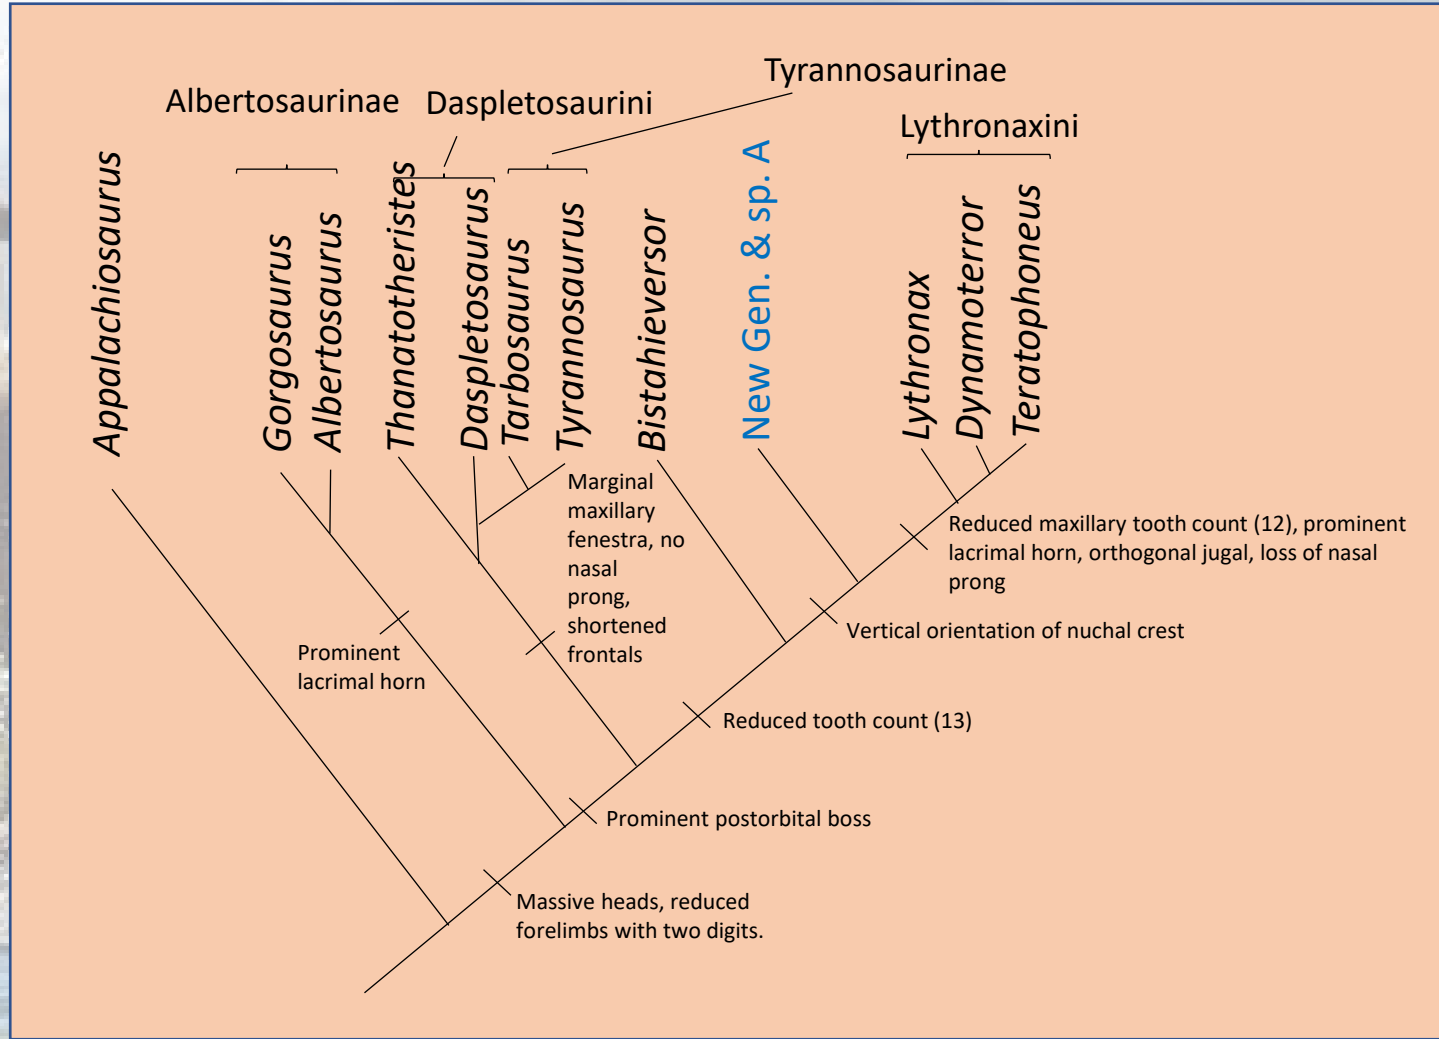 Tyrannosaurinae
Albertosaurinae
Daspletosaurini
Lythronaxini
Appalachiosaurus
Gorgosaurus
Albertosaurus
Thanatotheristes
Daspletosaurus
Tarbosaurus
Tyrannosaurus
Bistahieversor
New Gen. & sp. A
Lythronax
Dynamoterror
Teratophoneus
Marginal
maxillary
fenestra, no
nasal
prong,
shortened
frontals
Reduced maxillary tooth count (12), prominent
lacrimal horn, orthogonal jugal, loss of nasal
prong
Vertical orientation of nuchal crest
Prominent
lacrimal horn
Reduced tooth count (13)
Prominent postorbital boss
Massive heads, reduced
forelimbs with two digits.